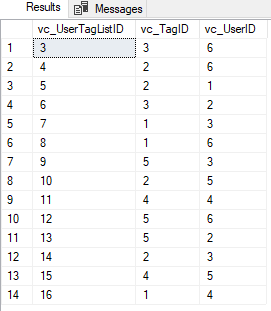 Results Messages
vc_UserTagListID vc_TagID vc_UserID
1 3 3 6
2 4 2 6
3 5 2 1
4 6 3 2
5 7 1 3
6 8 1 6
7 9 5 3
8 10 2 5
9 11 4 4
10 12 5 6
11 13 5 2
12 14 2 3
13 15 4 5
14 16 1 4